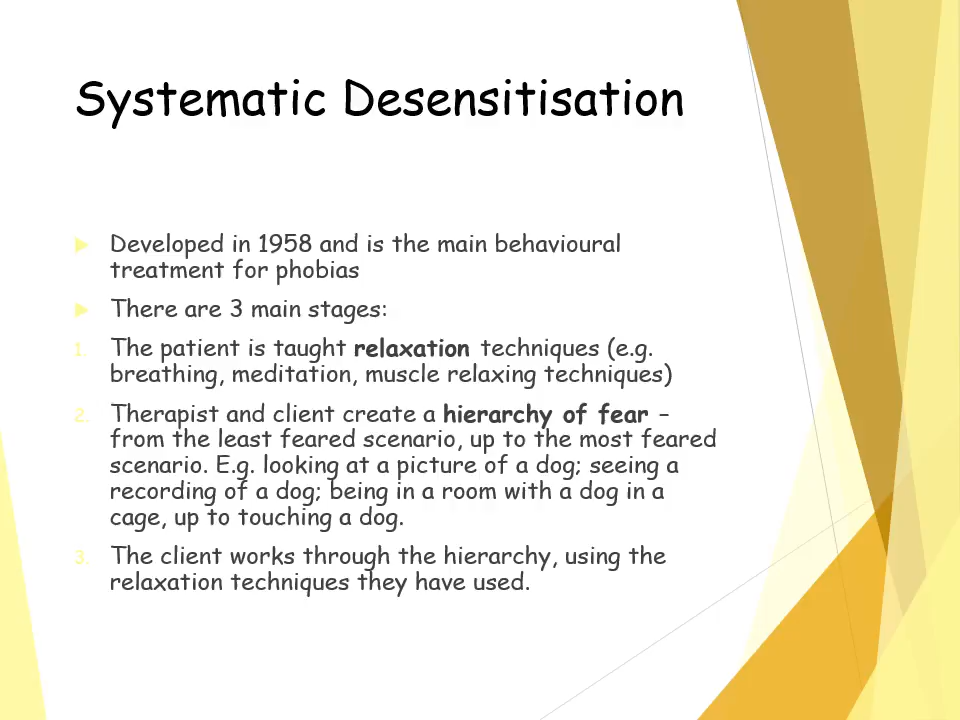 Systematic Desensitisation
▶ Developed in 1958 and is the main behavioural
treatment for phobias
▶ There are 3 main stages:
1. The patient is taught relaxation techniques (e.g.
breathing, meditation, muscle relaxing techniques)
2. Therapist and client create a hierarchy of fear –
from the least feared scenario, up to the most feared
scenario. E.g. looking at a picture of a dog; seeing a
recording of a dog; being in a room with a dog in a
cage, up to touching a dog.
3. The client works through the hierarchy, using the
relaxation techniques they have used.